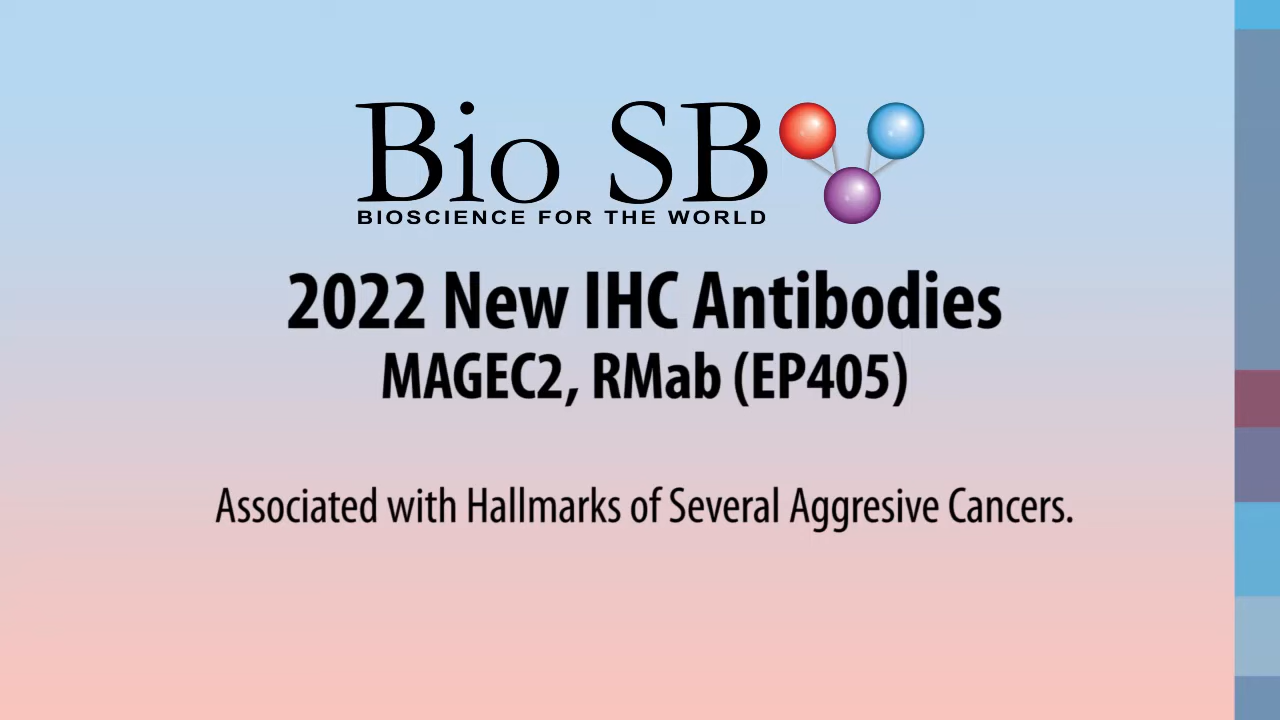 Bio SB
BIOSCIENCE FOR THE WORLD
2022 New IHC Antibodies
MAGEC2, RMab (EP405)
Associated with Hallmarks of Several Aggresive Cancers.